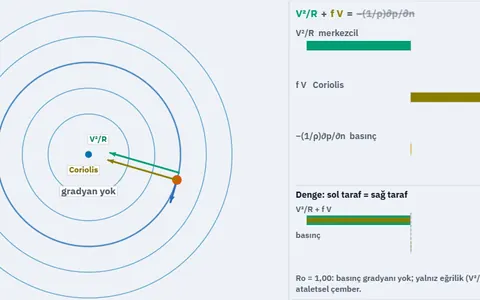 V²/R + f V = −(1/ρ)∂p/∂n
V²/R merkezcil
V²/R
f V Coriolis
Coriolis
gradyan yok
−(1/ρ)∂p/∂n basınç
Denge: sol taraf = sağ taraf
V²/R + f V
basınç
Ro = 1,00: basınç gradyanı yok; yalnız eğrilik (V²/
ataletsel çember.